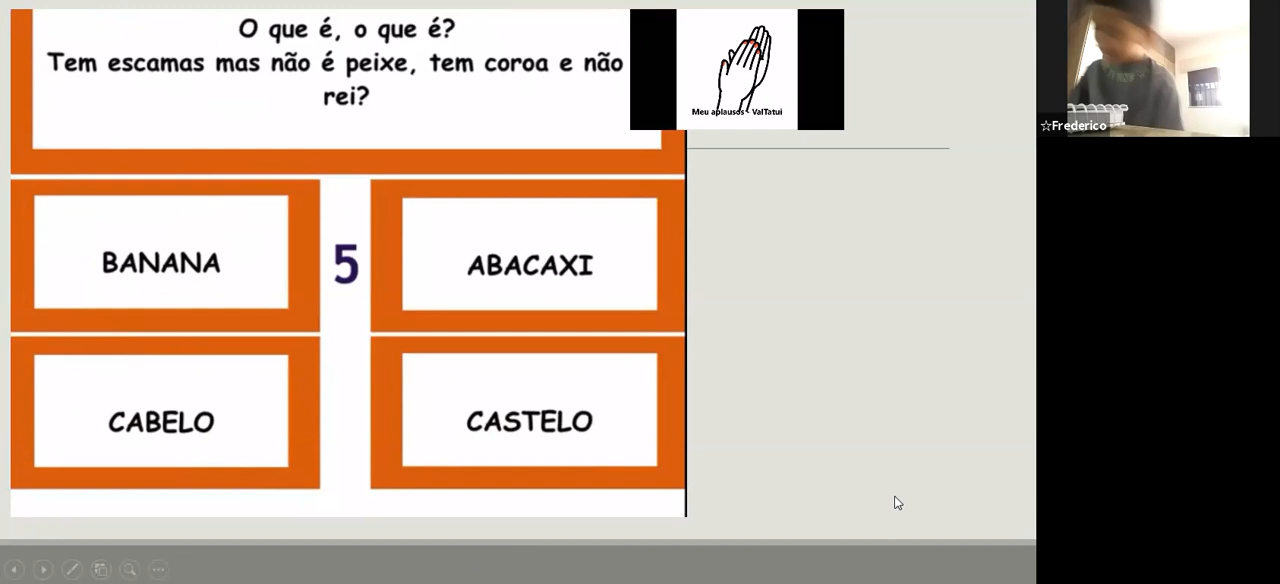 O que é, o que é?
Tem escamas mas não é peixe, tem coroa e não
rei?
Meu aplausos - ValTatui
☆Frederico
BANANA
5
ABACAXI
CABELO
CASTELO